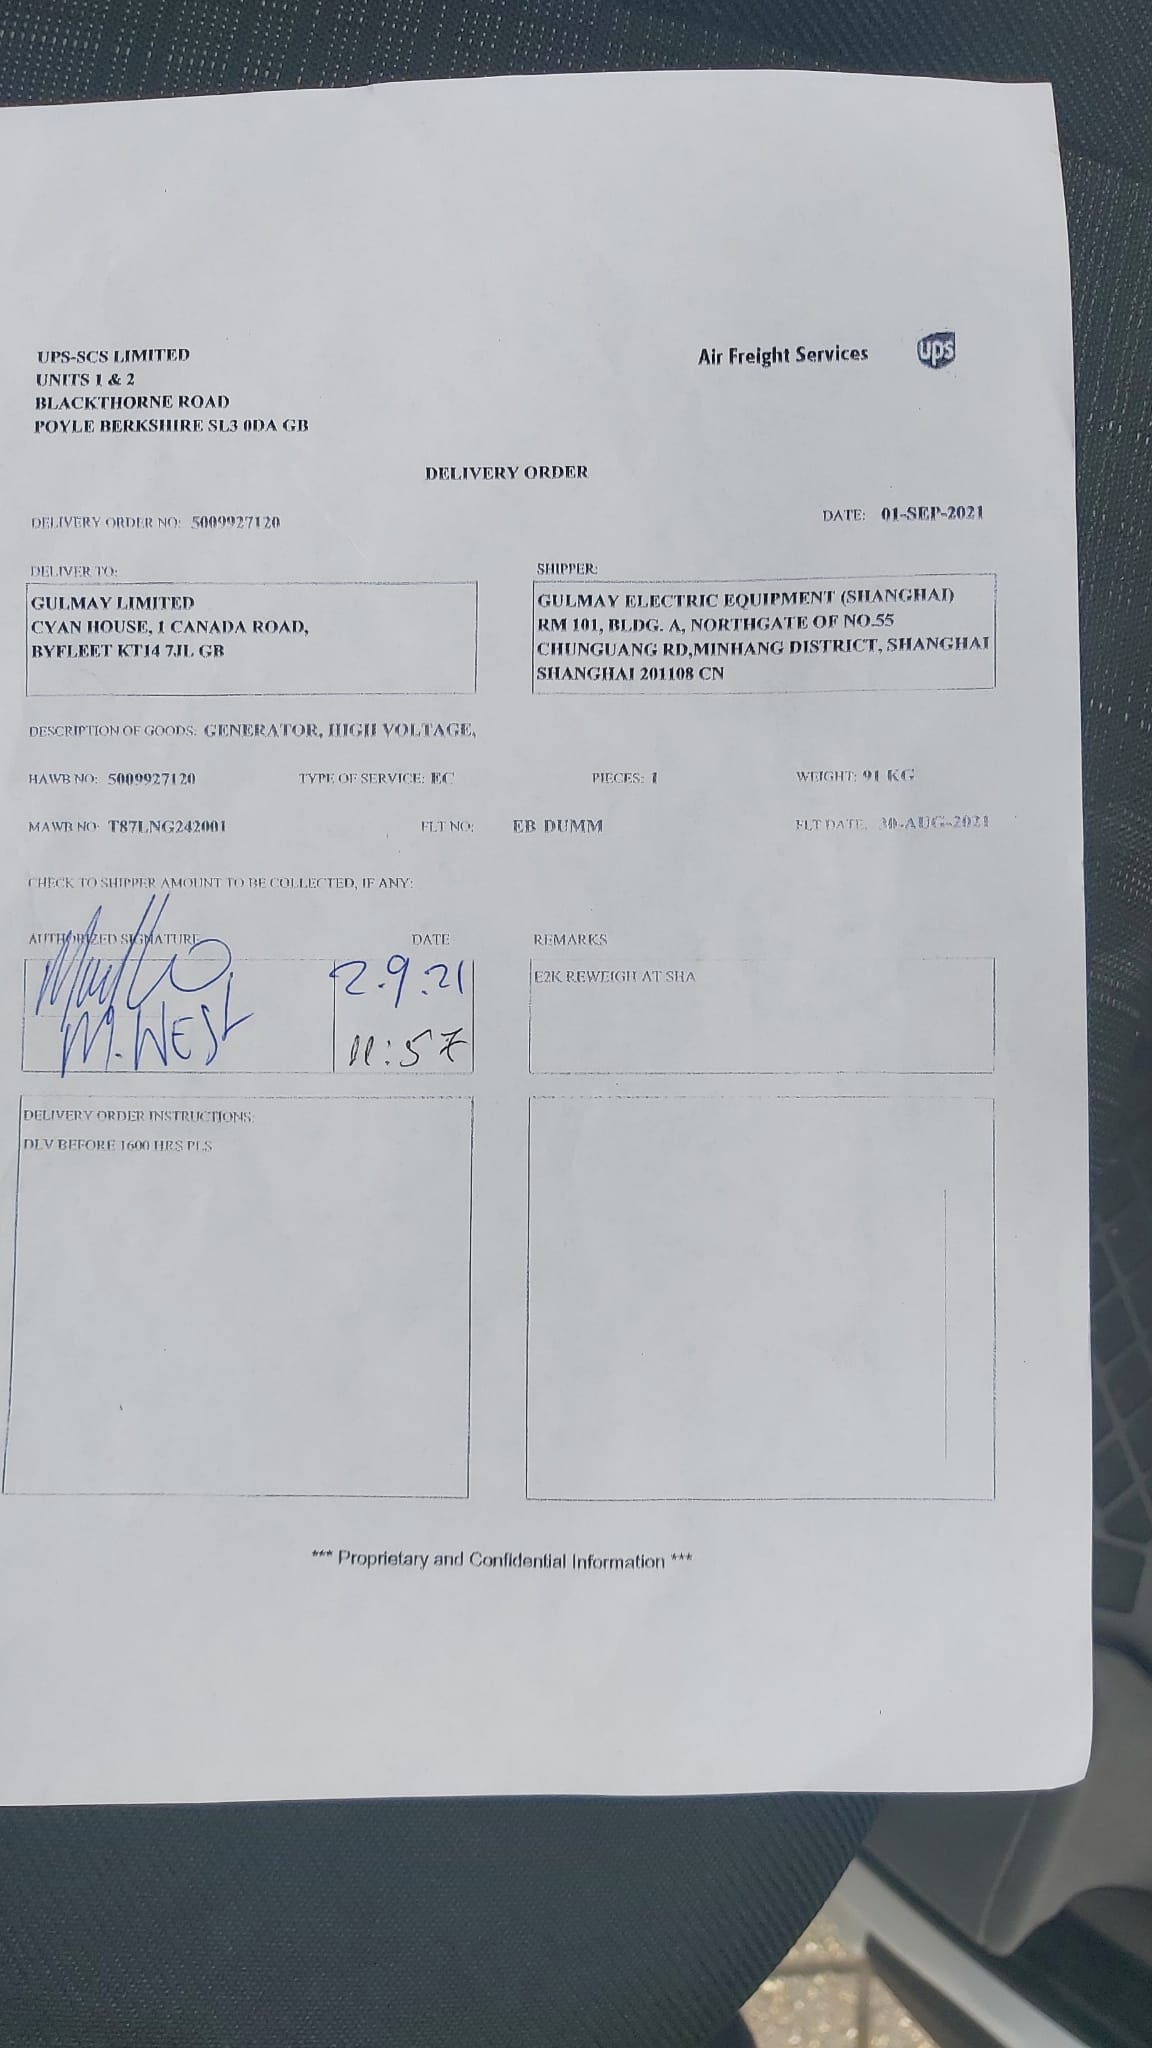 UPS-SCS LIMITED
UNITS 1 & 2
BLACKTHORNE ROAD
POYLE BERKSHIRE SL3 0DA GB
Air Freight Services
ups
DELIVERY ORDER
DELIVERY ORDER NO: 5009927120
DATE: 01-SEP-2021
DELIVER TO:
GULMAY LIMITED
CYAN HOUSE, 1 CANADA ROAD,
BYFLEET KT14 7JL GB
SHIPPER:
GULMAY ELECTRIC EQUIPMENT (SHANGHAI)
RM 101, BLDG. A, NORTHGATE OF NO.55
CHUNGUANG RD,MINHANG DISTRICT, SHANGHAI
SHANGHAI 201108 CN
DESCRIPTION OF GOODS: GENERATOR, HIGH VOLTAGE,
HAWB NO: 5009927120 TYPE OF SERVICE: EC PIECES: 1 WEIGHT: 91 KG
MAWB NO: T87LNG242001 FLT NO: EB DUMM FLT DATE: 30-AUG-2021
CHECK TO SHIPPER AMOUNT TO BE COLLECTED, IF ANY:
AUTHORIZED SIGNATURE DATE REMARKS
2.9.21
M.WEST
11:57
E2K REWEIGH AT SHA
DELIVERY ORDER INSTRUCTIONS:
DLV BEFORE 1600 HRS PLS
*** Proprietary and Confidential Information ***